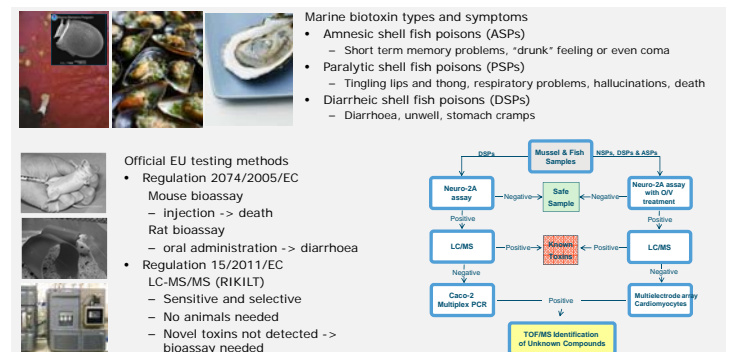 Marine biotoxin types and symptoms
• Amnesic shell fish poisons (ASPs)
– Short term memory problems, "drunk" feeling or even coma
• Paralytic shell fish poisons (PSPs)
– Tingling lips and thong, respiratory problems, hallucinations, death
• Diarrheic shell fish poisons (DSPs)
– Diarrhoea, unwell, stomach cramps
Official EU testing methods
• Regulation 2074/2005/EC
Mouse bioassay
– injection -> death
Rat bioassay
– oral administration -> diarrhoea
• Regulation 15/2011/EC
LC-MS/MS (RIKILT)
– Sensitive and selective
– No animals needed
– Novel toxins not detected ->
bioassay needed
Mussel & Fish
Samples
DSPs
NSPs, DSPs & ASPs
Neuro-2A
assay
Negative
Safe
Sample
Negative
Neuro-2A assay
with O/V
treatment
Positive
Positive
LC/MS
Positive
Known
Toxins
Positive
LC/MS
Negative
Negative
Caco-2
Multiplex PCR
Positive
Multielectrode array
Cardiomyocytes
TOF/MS Identification
of Unknown Compounds